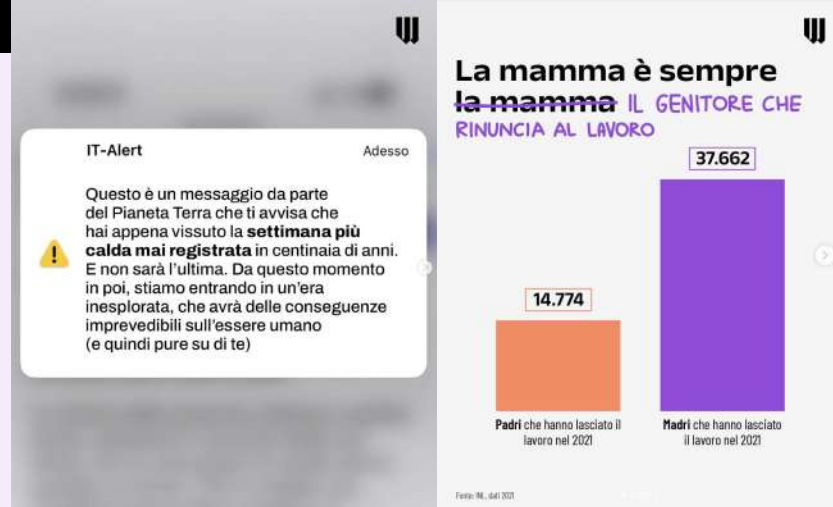 IT-Alert
Adesso
Questo è un messaggio da parte
del Pianeta Terra che ti avvisa che
hai appena vissuto la settimana più
calda mai registrata in centinaia di anni.
E non sarà l'ultima. Da questo momento
in poi, stiamo entrando in un'era
inesplorata, che avrà delle conseguenze
imprevedibili sull'essere umano
(e quindi pure su di te)
La mamma è sempre
la mamma IL GENITORE CHE
RINUNCIA AL LAVORO
37.662
14.774
Padri che hanno lasciato il
lavoro nel 2021
Madri che hanno lasciato
il lavoro nel 2021
Fonte: INL, dati 2021